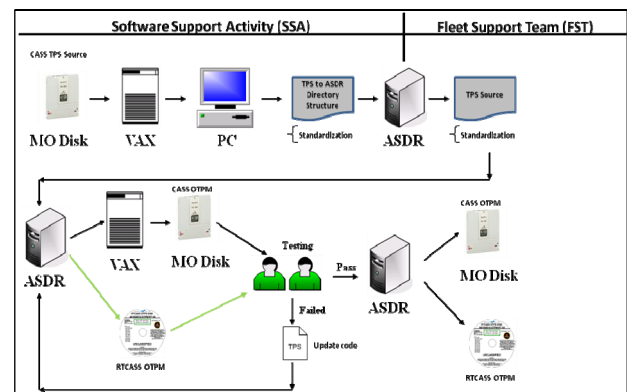 Software Support Activity (SSA)
Fleet Support Team (FST)
CASS TPS Source
MO Disk
VAX
PC
TPS to ASDR
Directory
Structure
Standardization
ASDR
TPS Source
Standardization
ASDR
VAX
CASS OTPM
MO Disk
RTCASS OTPM
Testing
Pass
Failed
TPS
Update code
ASDR
CASS OTPM
MO Disk
RTCASS OTPM